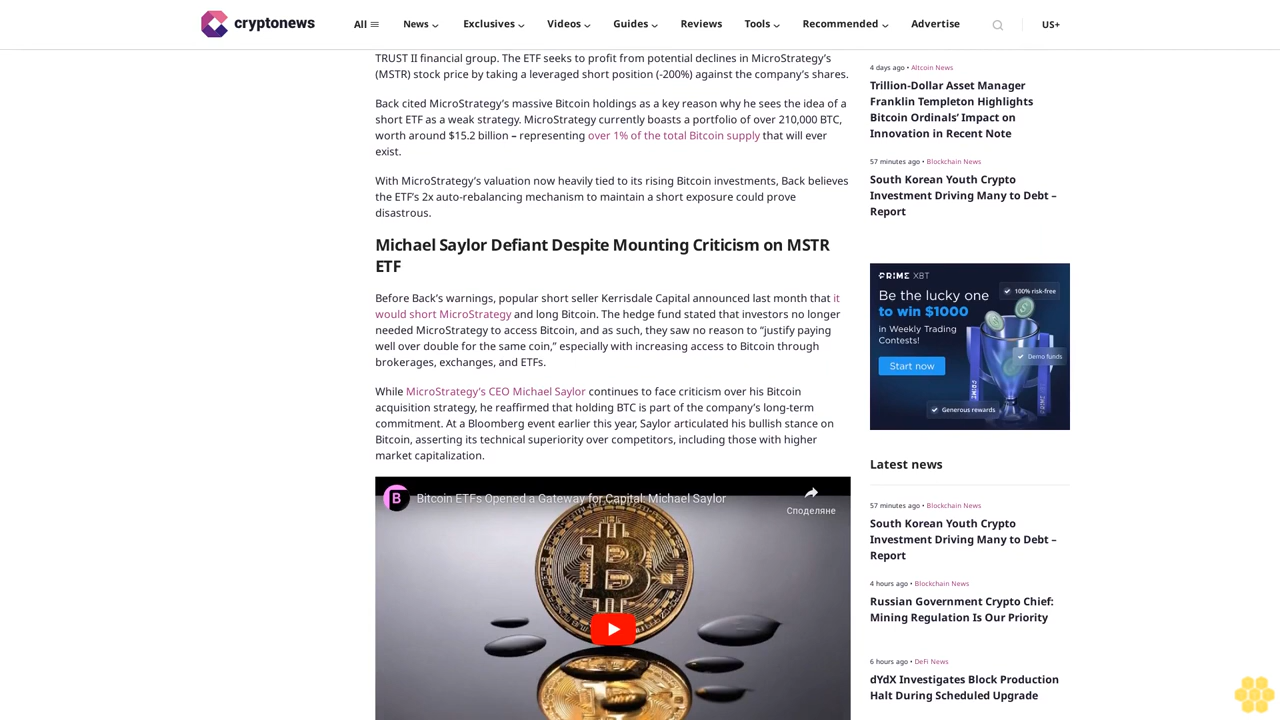 cryptonews
All
News
Exclusives
Videos
Guides
Reviews
Tools
Recommended
Advertise
US+
TRUST II financial group. The ETF seeks to profit from potential declines in MicroStrategy’s
(MSTR) stock price by taking a leveraged short position (-200%) against the company’s shares.
Back cited MicroStrategy’s massive Bitcoin holdings as a key reason why he sees the idea of a
short ETF as a weak strategy. MicroStrategy currently boasts a portfolio of over 210,000 BTC,
worth around $15.2 billion – representing over 1% of the total Bitcoin supply that will ever
exist.
With MicroStrategy’s valuation now heavily tied to its rising Bitcoin investments, Back believes
the ETF’s 2x auto-rebalancing mechanism to maintain a short exposure could prove
disastrous.
Michael Saylor Defiant Despite Mounting Criticism on MSTR
ETF
Before Back’s warnings, popular short seller Kerrisdale Capital announced last month that it
would short MicroStrategy and long Bitcoin. The hedge fund stated that investors no longer
needed MicroStrategy to access Bitcoin, and as such, they saw no reason to “justify paying
well over double for the same coin,” especially with increasing access to Bitcoin through
brokerages, exchanges, and ETFs.
While MicroStrategy’s CEO Michael Saylor continues to face criticism over his Bitcoin
acquisition strategy, he reaffirmed that holding BTC is part of the company’s long-term
commitment. At a Bloomberg event earlier this year, Saylor articulated his bullish stance on
Bitcoin, asserting its technical superiority over competitors, including those with higher
market capitalization.
B
Bitcoin ETFs Opened a Gateway for Capital: Michael Saylor
Споделяне
4 days ago • Altcoin News
Trillion-Dollar Asset Manager
Franklin Templeton Highlights
Bitcoin Ordinals’ Impact on
Innovation in Recent Note
57 minutes ago • Blockchain News
South Korean Youth Crypto
Investment Driving Many to Debt –
Report
PRIME XBT
Be the lucky one
to win $1000
in Weekly Trading
Contests!
Start now
100% risk-free
Demo funds
Generous rewards
Latest news
57 minutes ago • Blockchain News
South Korean Youth Crypto
Investment Driving Many to Debt –
Report
4 hours ago • Blockchain News
Russian Government Crypto Chief:
Mining Regulation Is Our Priority
6 hours ago • DeFi News
dYdX Investigates Block Production
Halt During Scheduled Upgrade